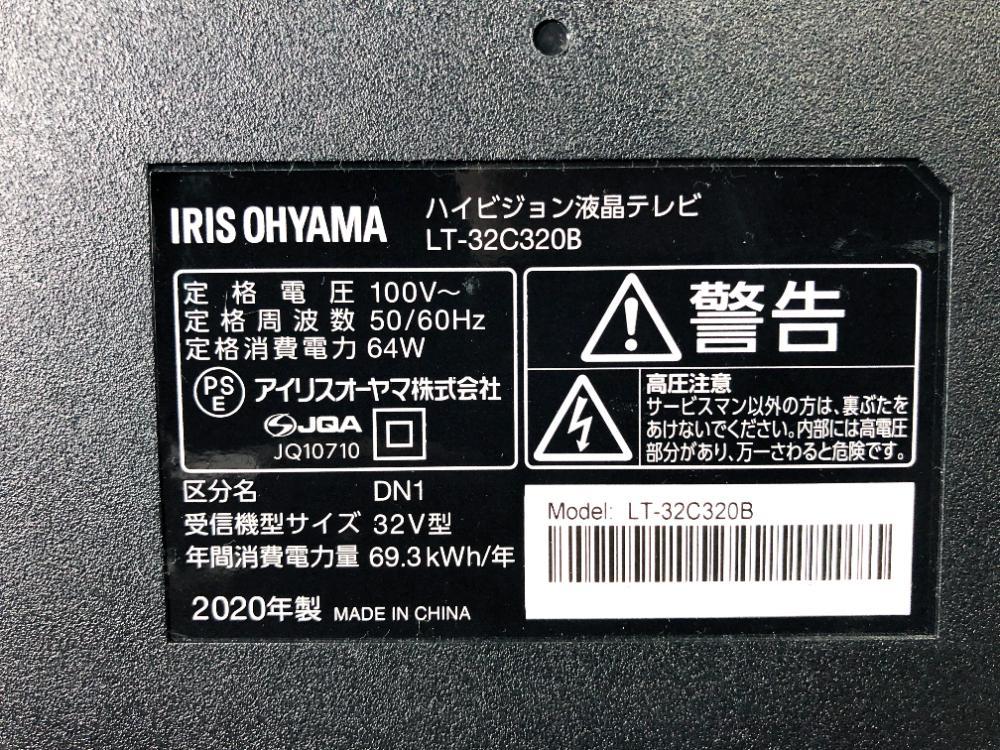 IRIS OHYAMA
ハイビジョン液晶テレビ
LT-32C320B
定格電圧 100V～
定格周波数 50/60Hz
定格消費電力 64W
PS
E
アイリスオーヤマ株式会社
JQA
JQ10710
警告
高圧注意
サービスマン以外の方は、裏ぶたを
あけないでください。内部には高電圧
部分があり、万一さわると危険です。
区分名 DN1
受信機型サイズ 32V型
年間消費電力量 69.3kWh/年
2020年製 MADE IN CHINA
Model: LT-32C320B